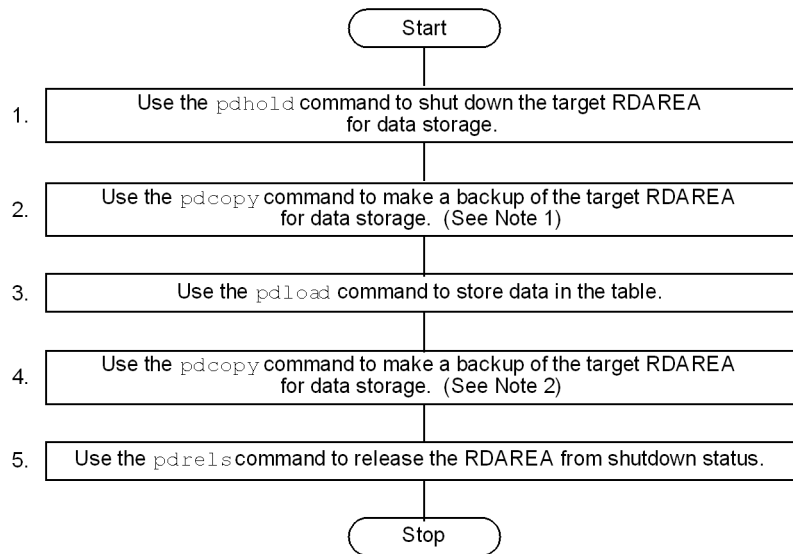 Start
1.
Use the pdhold command to shut down the target RDAREA
for data storage.
2.
Use the pdcopy command to make a backup of the target RDAREA
for data storage. (See Note 1)
3.
Use the pdload command to store data in the table.
4.
Use the pdcopy command to make a backup of the target RDAREA
for data storage. (See Note 2)
5.
Use the pdrels command to release the RDAREA from shutdown status.
Stop